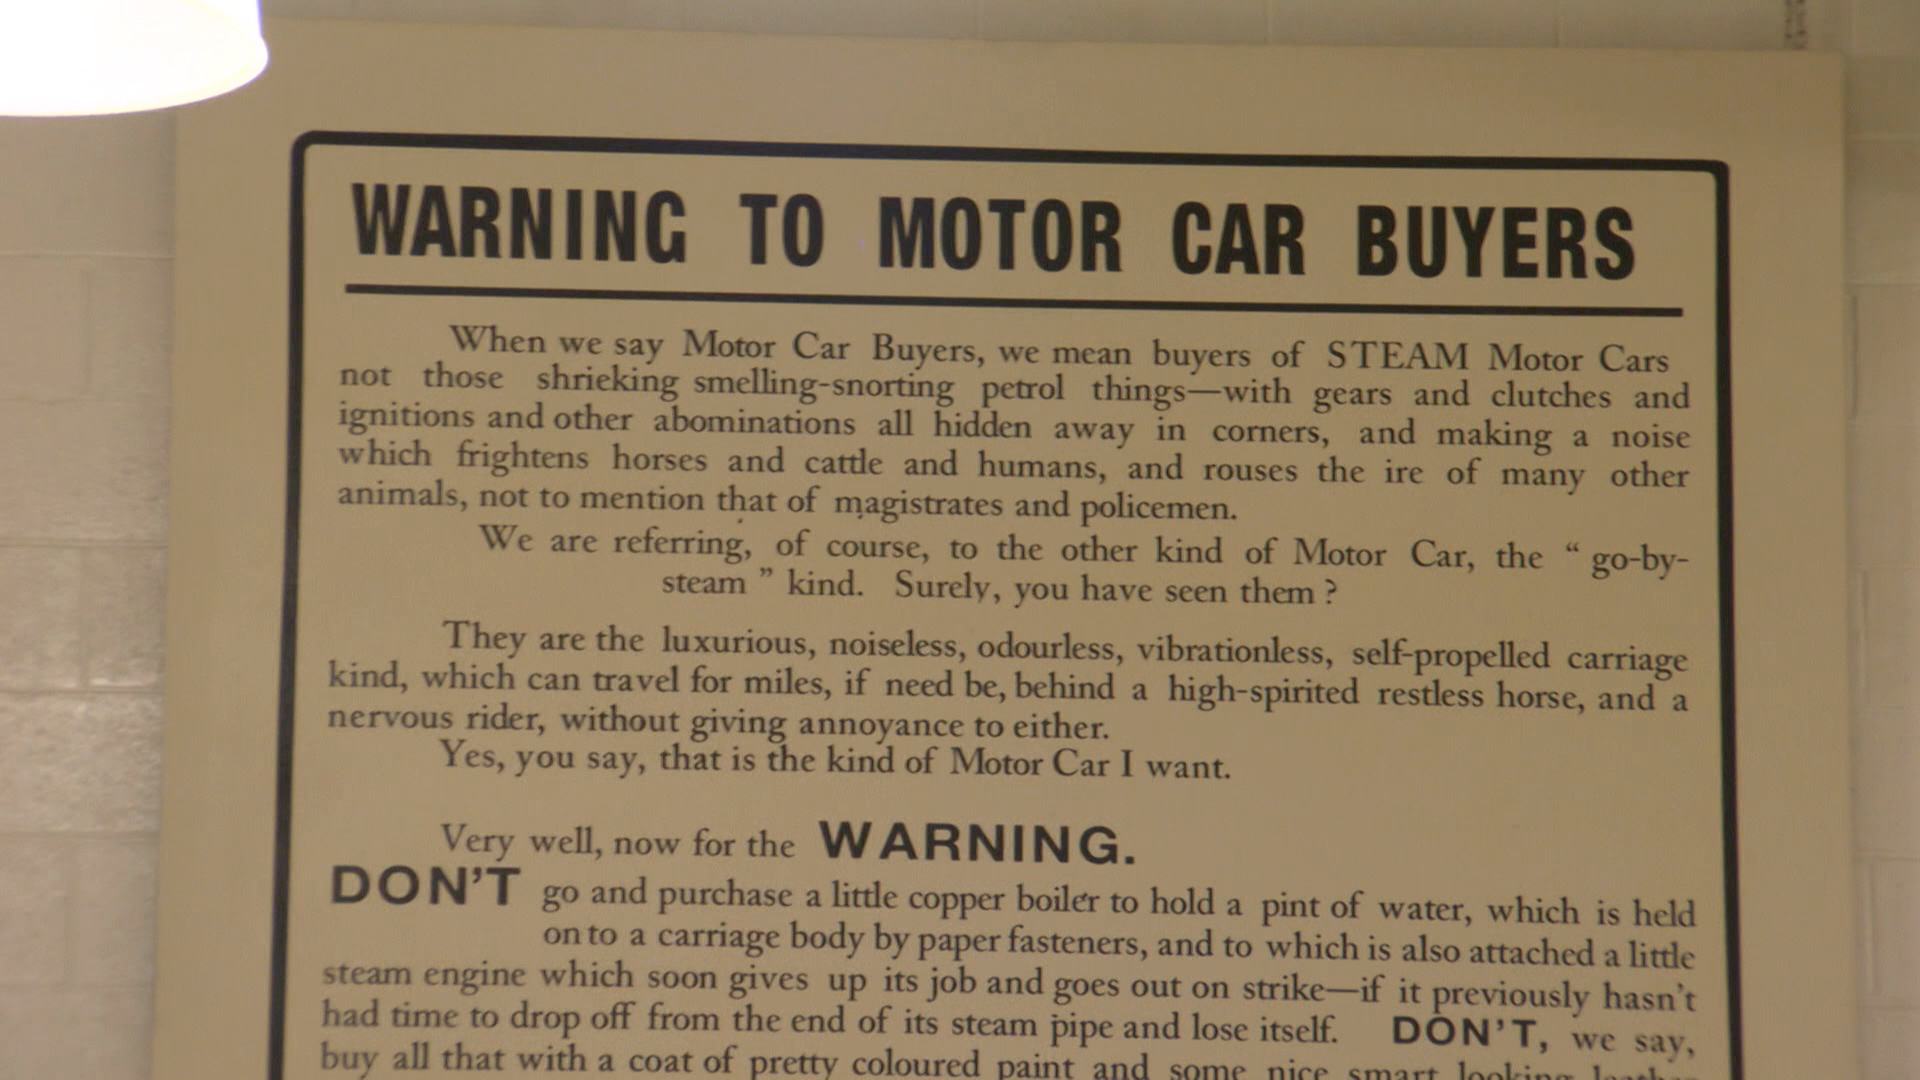 WARNING TO MOTOR CAR BUYERS
When we say Motor Car Buyers, we mean buyers of STEAM Motor Cars
not those shrieking smelling-snorting petrol things—with gears and clutches and
ignitions and other abominations all hidden away in corners, and making a noise
which frightens horses and cattle and humans, and rouses the ire of many other
animals, not to mention that of magistrates and policemen.
We are referring, of course, to the other kind of Motor Car, the “ go-by-
steam ” kind. Surely, you have seen them ?
They are the luxurious, noiseless, odourless, vibrationless, self-propelled carriage
kind, which can travel for miles, if need be, behind a high-spirited restless horse, and a
nervous rider, without giving annoyance to either.
Yes, you say, that is the kind of Motor Car I want.
Very well, now for the WARNING.
DON'T go and purchase a little copper boiler to hold a pint of water, which is held
on to a carriage body by paper fasteners, and to which is also attached a little
steam engine which soon gives up its job and goes out on strike—if it previously hasn't
had time to drop off from the end of its steam pipe and lose itself. DON'T, we say,
buy all that with a coat of pretty coloured paint and some nice smart looking leather